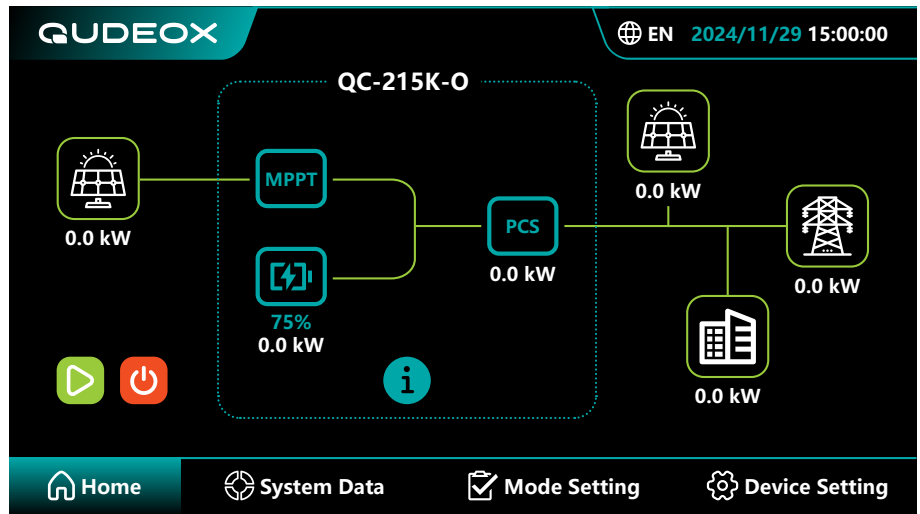 QUDEOX
EN 2024/11/29 15:00:00
QC-215K-O
MPPT
0.0 kW
0.0 kW
PCS
0.0 kW
0.0 kW
75%
0.0 kW
i
0.0 kW
Home
System Data
Mode Setting
Device Setting